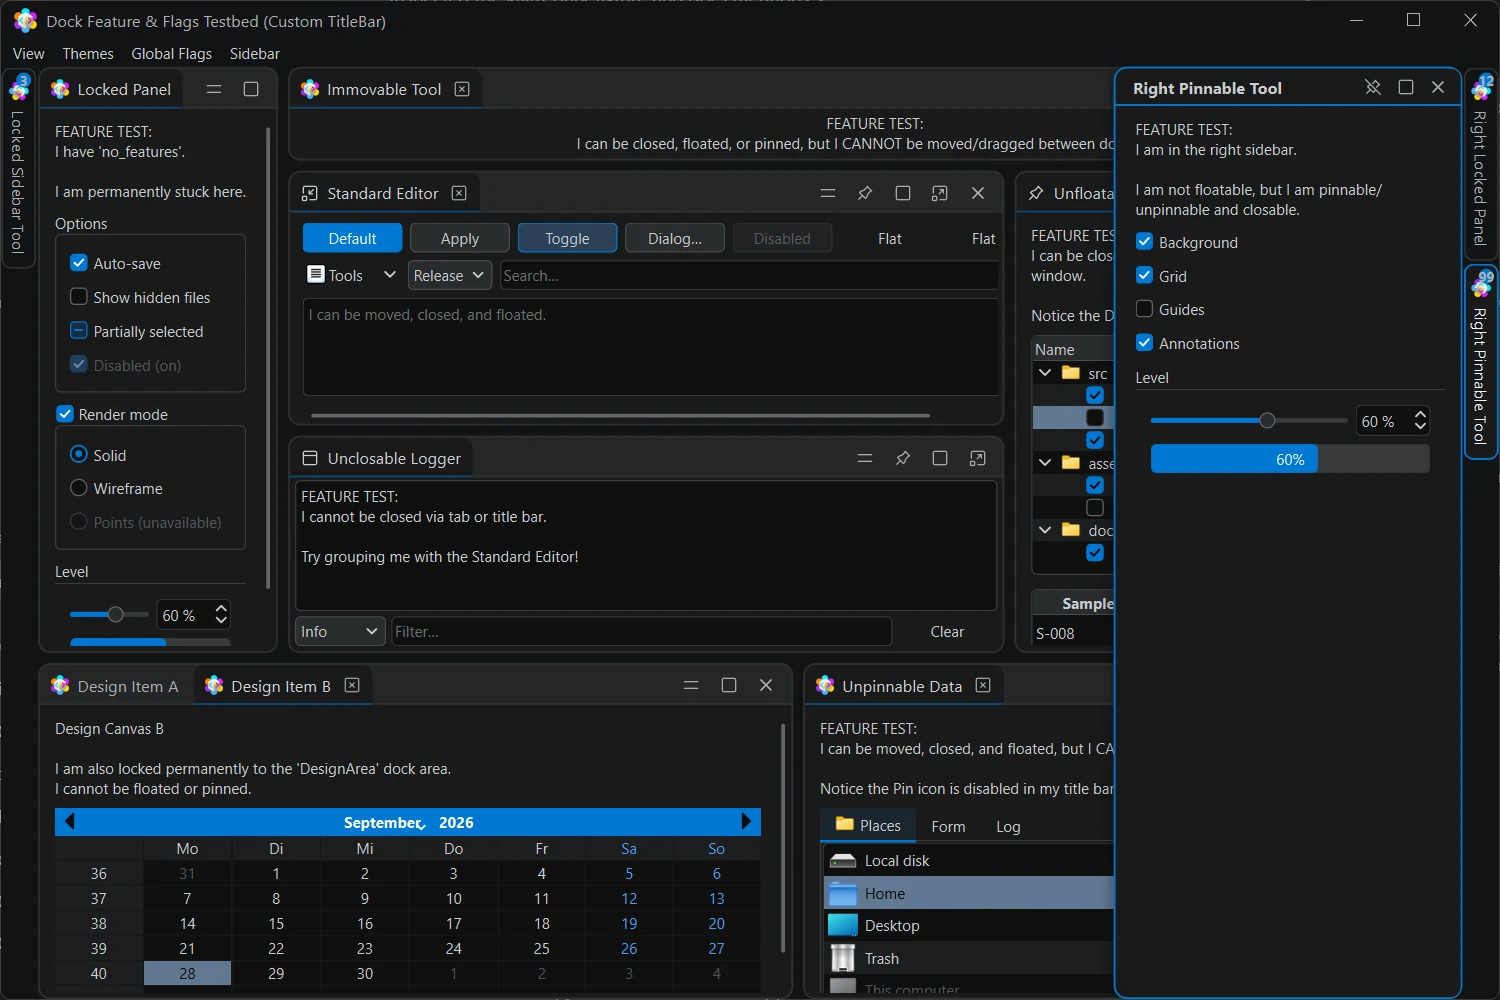 Dock Feature & Flags Testbed (Custom TitleBar)
View Themes Global Flags Sidebar
3
Locked Sidebar Tool
Locked Panel
FEATURE TEST:
I have 'no_features'.
I am permanently stuck here.
Options
Auto-save
Show hidden files
Partially selected
Disabled (on)
Render mode
Solid
Wireframe
Points (unavailable)
Level
60 %
Immovable Tool
FEATURE TEST:
I can be closed, floated, or pinned, but I CANNOT be moved/dragged between do
Standard Editor
Default Apply Toggle Dialog... Disabled Flat Flat
Tools Release Search...
I can be moved, closed, and floated.
Unclosable Logger
FEATURE TEST:
I cannot be closed via tab or title bar.
Try grouping me with the Standard Editor!
Info Filter... Clear
Unfloata
FEATURE TES
I can be clos
window.
Notice the D
Name
src
asse
doc
Sample
S-008
Design Item A Design Item B
Design Canvas B
I am also locked permanently to the 'DesignArea' dock area.
I cannot be floated or pinned.
September, 2026
Mo Di Mi Do Fr Sa So
36 31 1 2 3 4 5 6
37 7 8 9 10 11 12 13
38 14 15 16 17 18 19 20
39 21 22 23 24 25 26 27
40 28 29 30 1 2 3 4
Unpinnable Data
FEATURE TEST:
I can be moved, closed, and floated, but I CA
Notice the Pin icon is disabled in my title bar
Places Form Log
Local disk
Home
Desktop
Trash
This computer
Right Pinnable Tool
FEATURE TEST:
I am in the right sidebar.
I am not floatable, but I am pinnable/
unpinnable and closable.
Background
Grid
Guides
Annotations
Level
60 %
60%
12
Right Locked Panel
99
Right Pinnable Tool